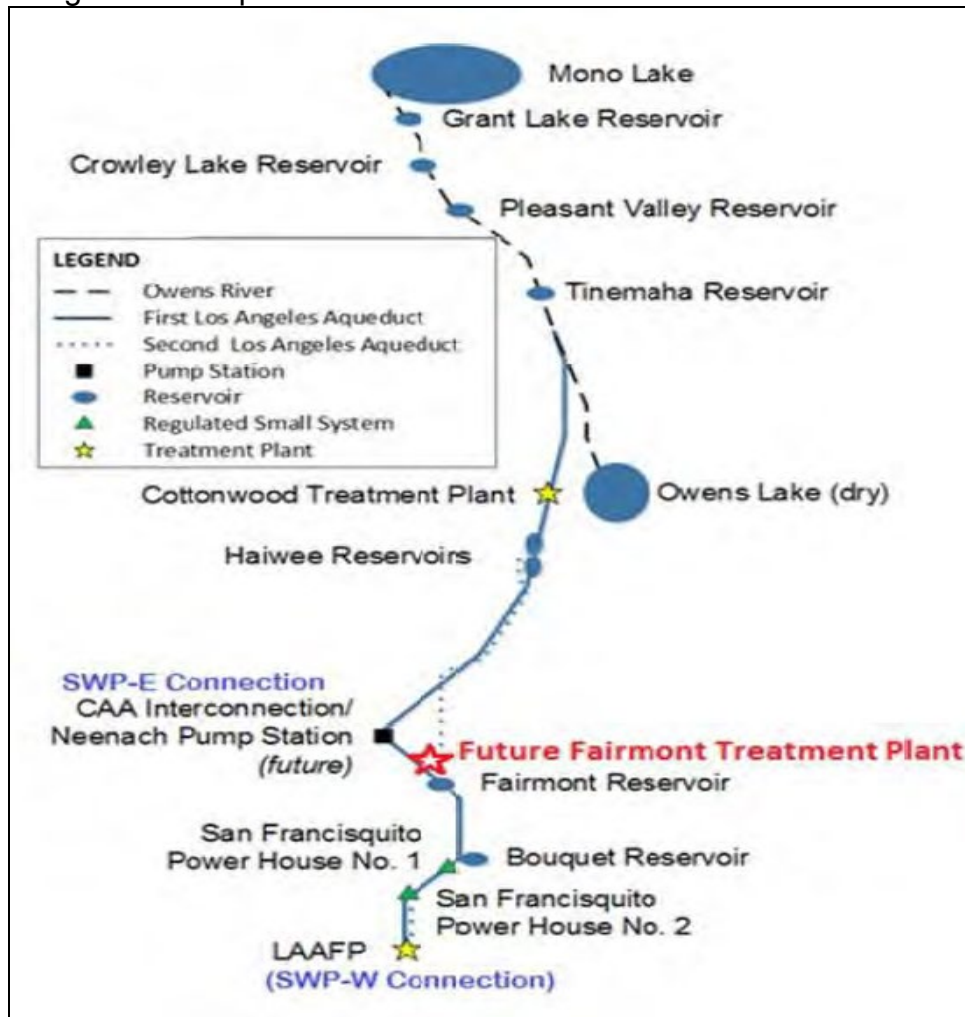 Mono Lake
Grant Lake Reservoir
Crowley Lake Reservoir
Pleasant Valley Reservoir
LEGEND
Owens River
First Los Angeles Aqueduct
Second Los Angeles Aqueduct
Pump Station
Reservoir
Regulated Small System
Treatment Plant
Tinemaha Reservoir
Cottonwood Treatment Plant
Owens Lake (dry)
Haiwee Reservoirs
SWP-E Connection
CAA Interconnection/
Neenach Pump Station
(future)
Future Fairmont Treatment Plant
Fairmont Reservoir
San Francisquito
Power House No. 1
Bouquet Reservoir
San Francisquito
Power House No. 2
LAAFP
(SWP-W Connection)